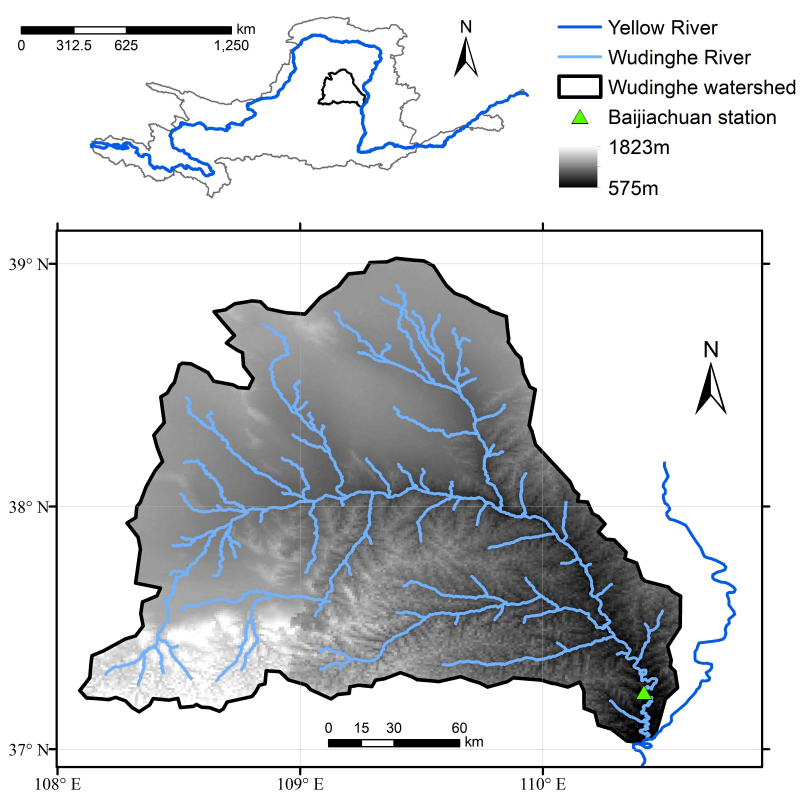 km
0 312.5 625 1,250
N
Yellow River
Wudinghe River
Wudinghe watershed
Baijiachuan station
1823m
575m
39° N
38° N
37° N
N
0 15 30 60
km
108° E 109° E 110° E